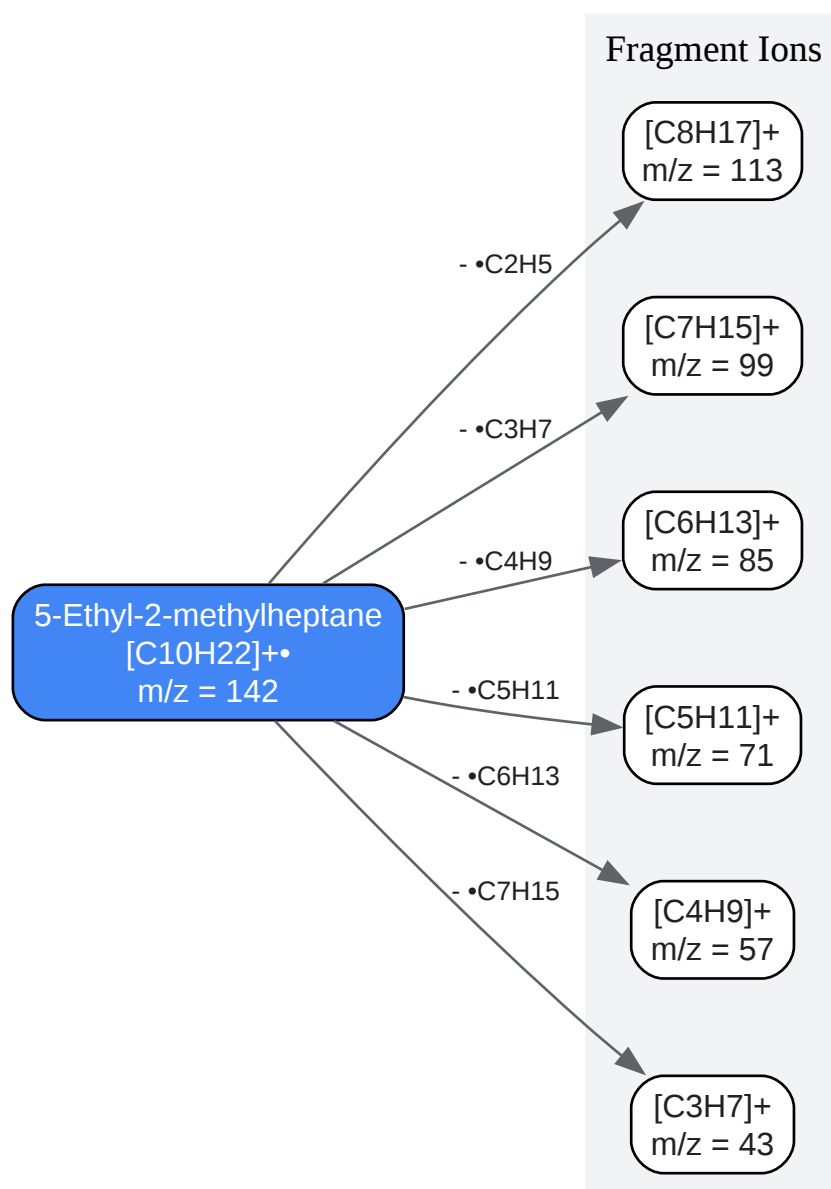 Fragment Ions
[C8H17]+
m/z = 113
- •C2H5
[C7H15]+
m/z = 99
- •C3H7
[C6H13]+
m/z = 85
- •C4H9
5-Ethyl-2-methylheptane
[C10H22]+•
m/z = 142
- •C5H11
[C5H11]+
m/z = 71
- •C6H13
- •C7H15
[C4H9]+
m/z = 57
[C3H7]+
m/z = 43